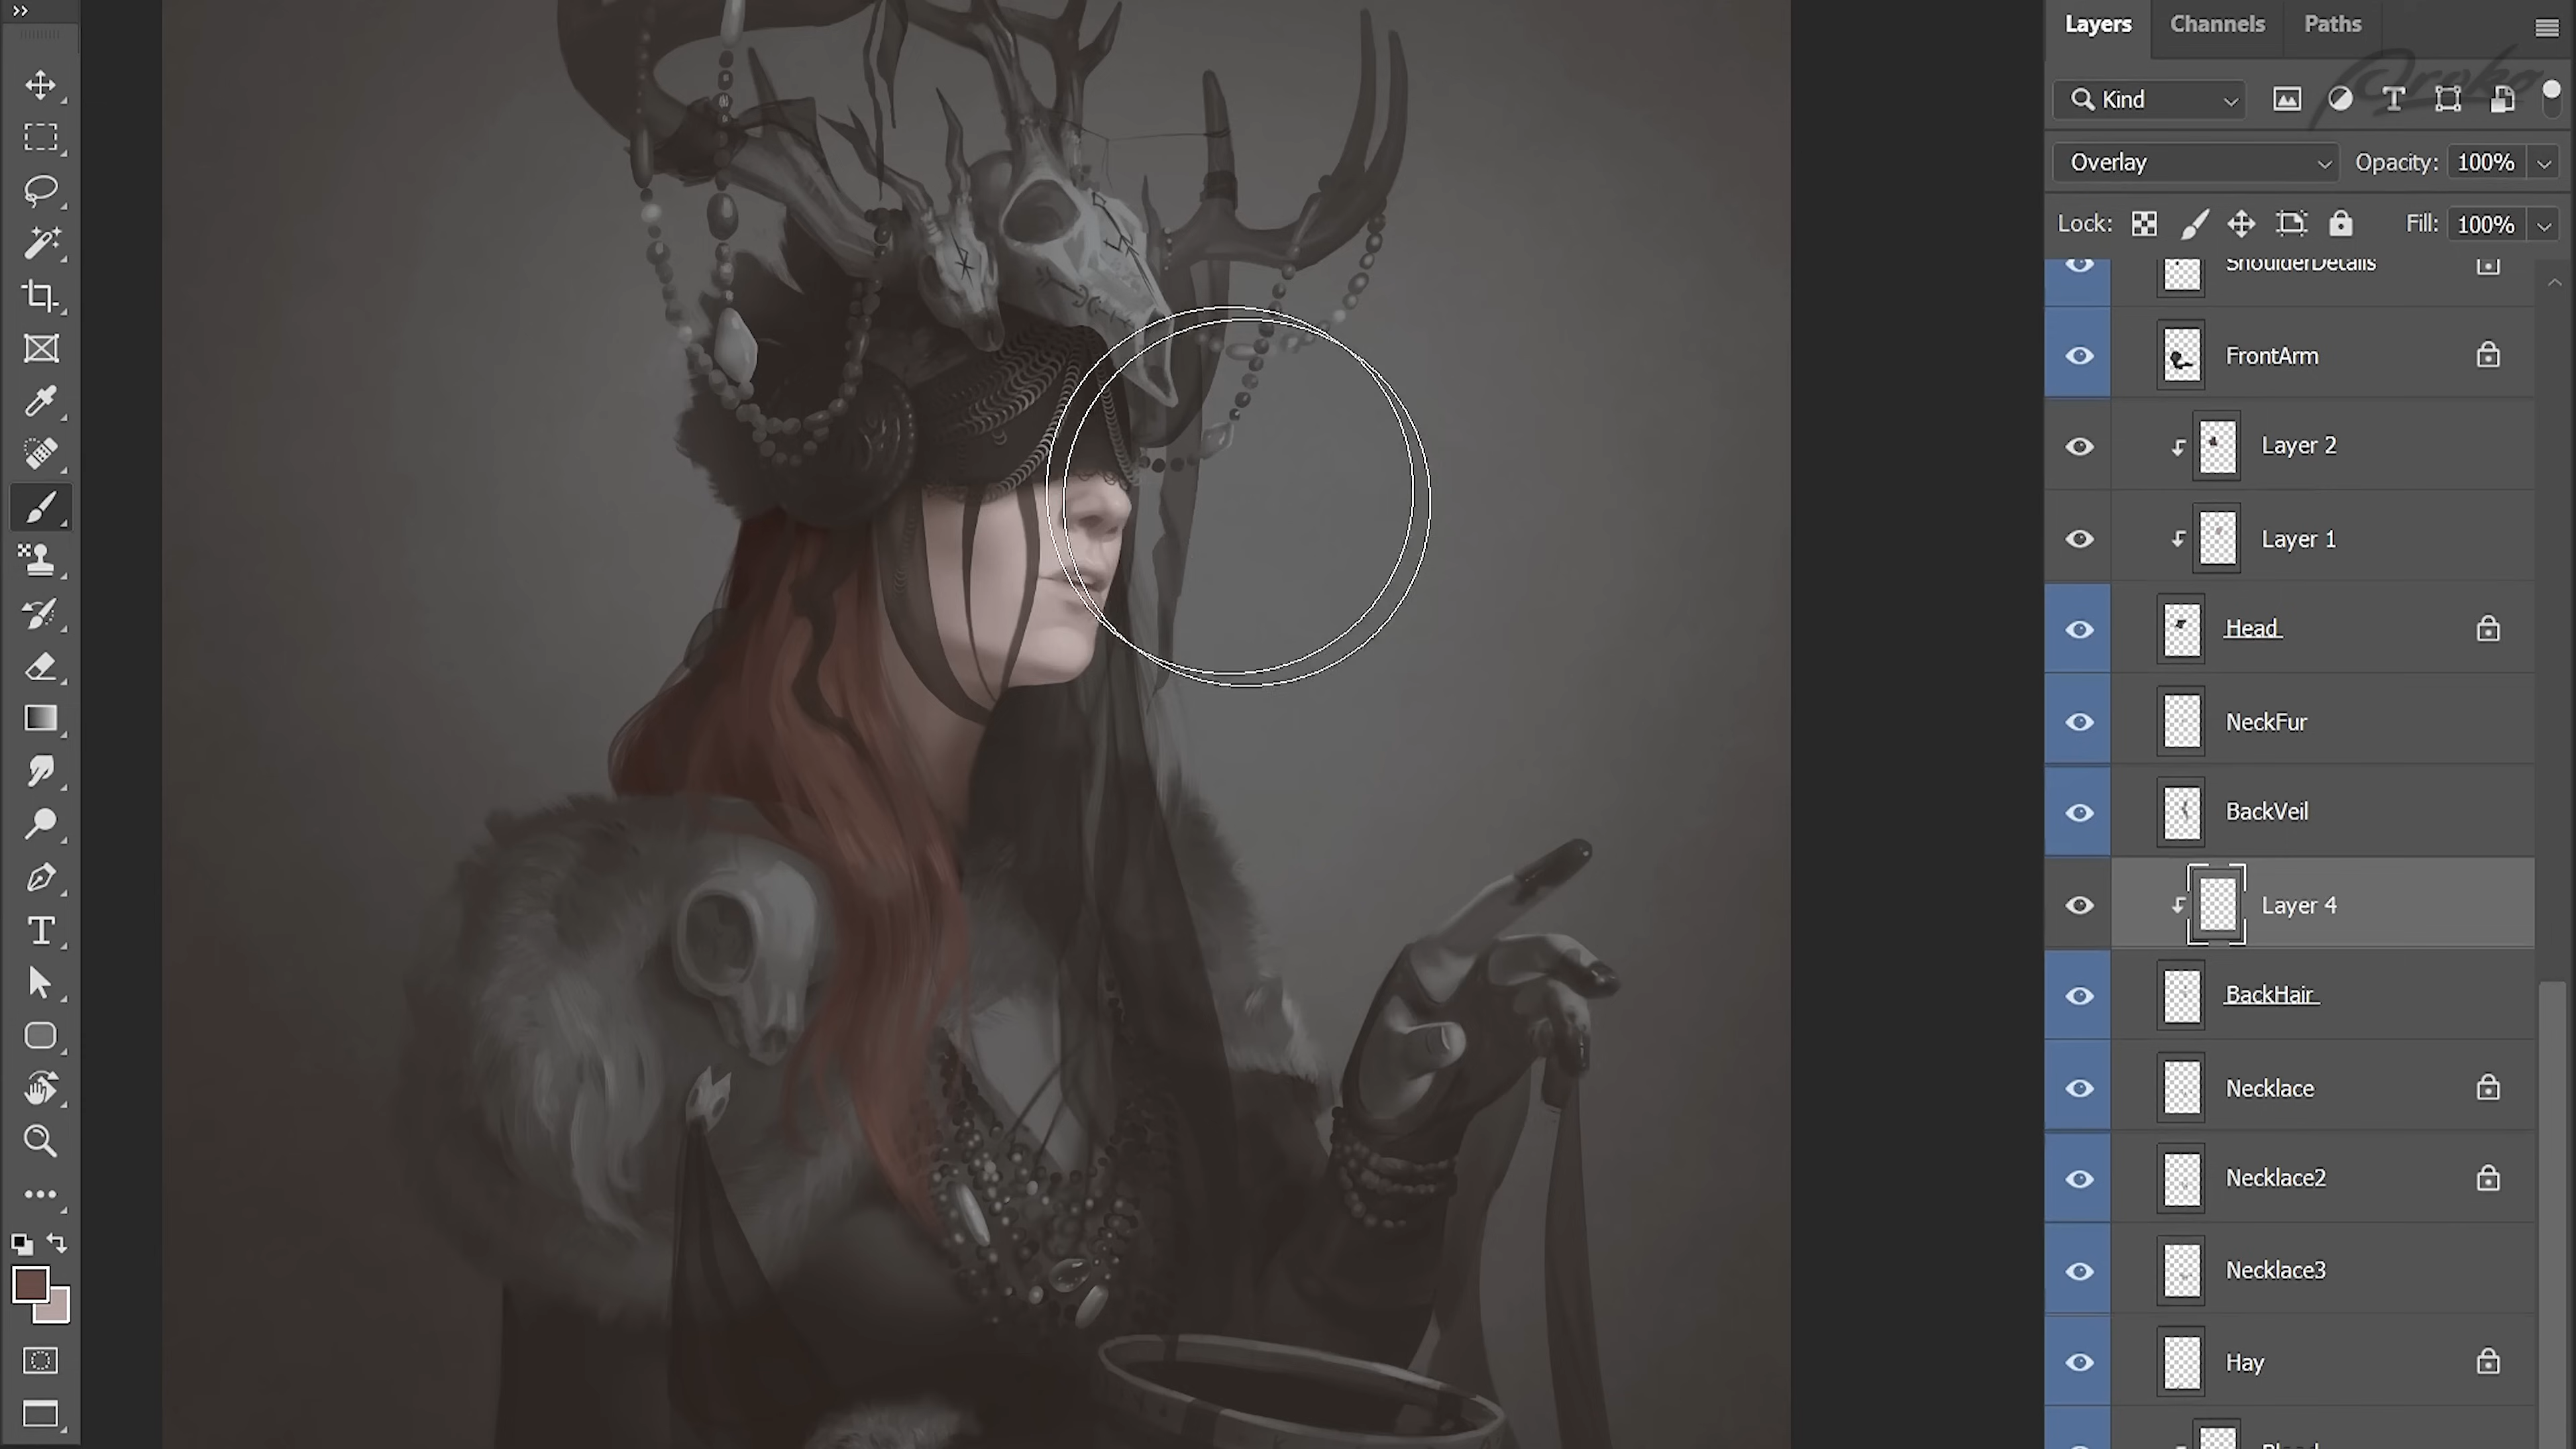 Layers Channels Paths
Kind
Overlay Opacity: 100%
Lock: Fill: 100%
ShoulderDetails
FrontArm
Layer 2
Layer 1
Head
NeckFur
BackVeil
Layer 4
BackHair
Necklace
Necklace2
Necklace3
Hay